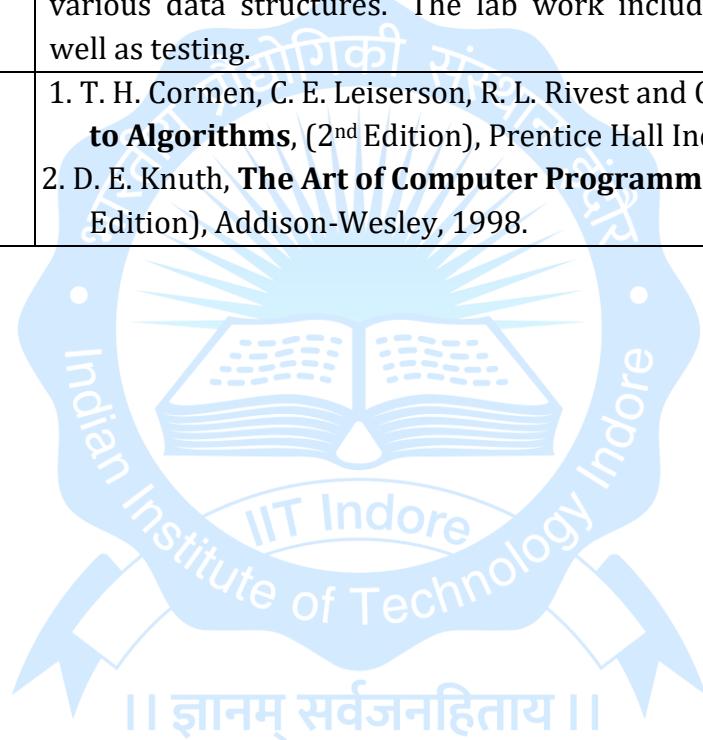 various data structures. The lab work includ
well as testing.
1. T. H. Cormen, C. E. Leiserson, R. L. Rivest and
to Algorithms, (2nd Edition), Prentice Hall
2. D. E. Knuth, The Art of Computer Programm
Edition), Addison-Wesley, 1998.
भारतीय प्रौद्योगिकी संस्थान इंदौर
Indian Institute of Technology Indore
IIT Indore
।। ज्ञानम् सर्वजनहिताय ।।